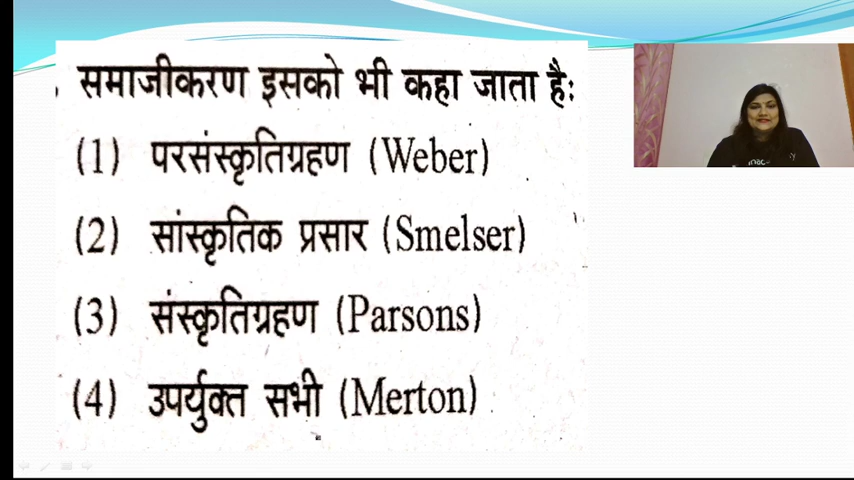 समाजीकरण इसको भी कहा जाता है:
(1) परसंस्कृतिग्रहण (Weber)
(2) सांस्कृतिक प्रसार (Smelser)
(3) संस्कृतिग्रहण (Parsons)
(4) उपर्युक्त सभी (Merton)